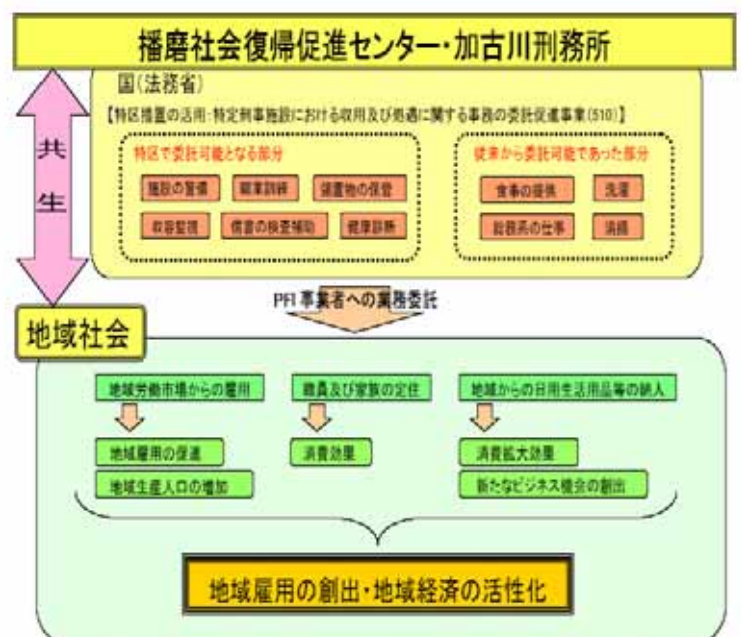 播磨社会復帰促進センター・加古川刑務所
国(法務省)
【特区措置の活用:特定刑事施設における収用及び処遇に関する事務の委託促進事業(510)】
共生
特区で委託可能となる部分
施設の警備 職業訓練 領置物の保管
収容監視 信書の検査補助 健康診断
従来から委託可能であった部分
食事の提供 洗濯
総務系の仕事 清掃
PFI 事業者への業務委託
地域社会
地域労働市場からの雇用
職員及び家族の定住
地域からの日用生活用品等の納入
地域雇用の促進
地域生産人口の増加
消費効果
消費拡大効果
新たなビジネス機会の創出
地域雇用の創出・地域経済の活性化